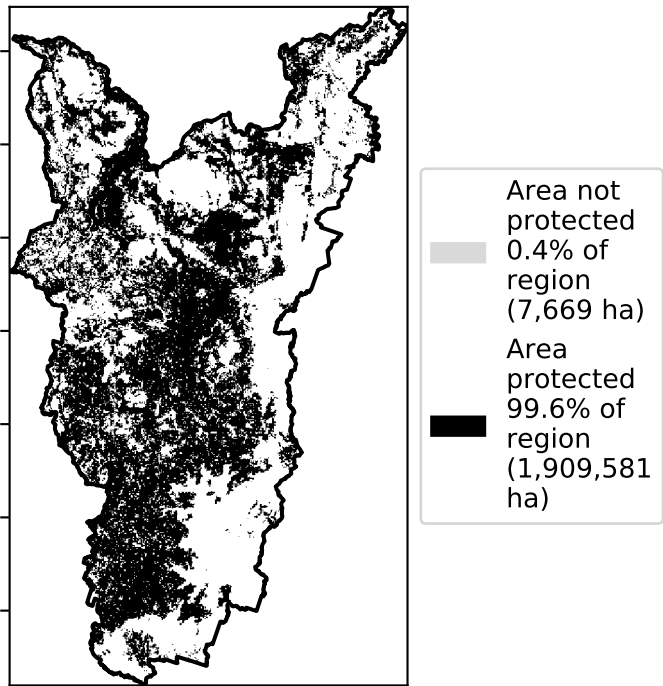 Area not
protected
0.4% of
region
(7,669 ha)
Area
protected
99.6% of
region
(1,909,581
ha)